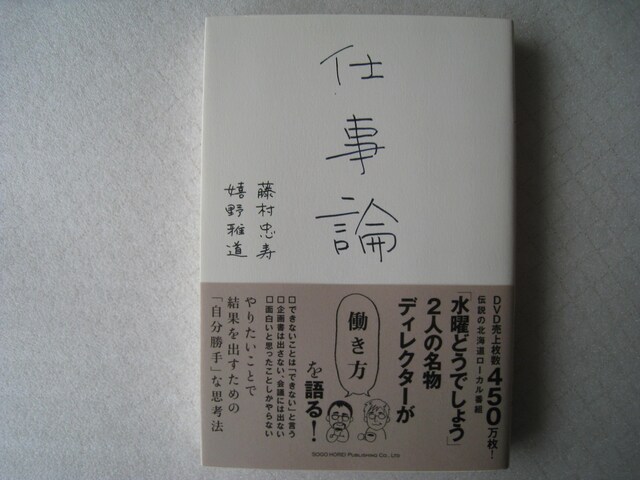 仕事論
藤村忠寿
嬉野雅道
DVD売上枚数450万枚!
伝説の北海道ローカル番組
「水曜どうでしょう」
2人の名物
ディレクターが
働き方
を語る!
□できないことは「できない」と言う
□企画書は出さない、会議には出ない
□面白いと思ったことしかやらない
やりたいことで
結果を出すための
「自分勝手」な思考法
SOGO HOREI PUBLISHING CO., LTD